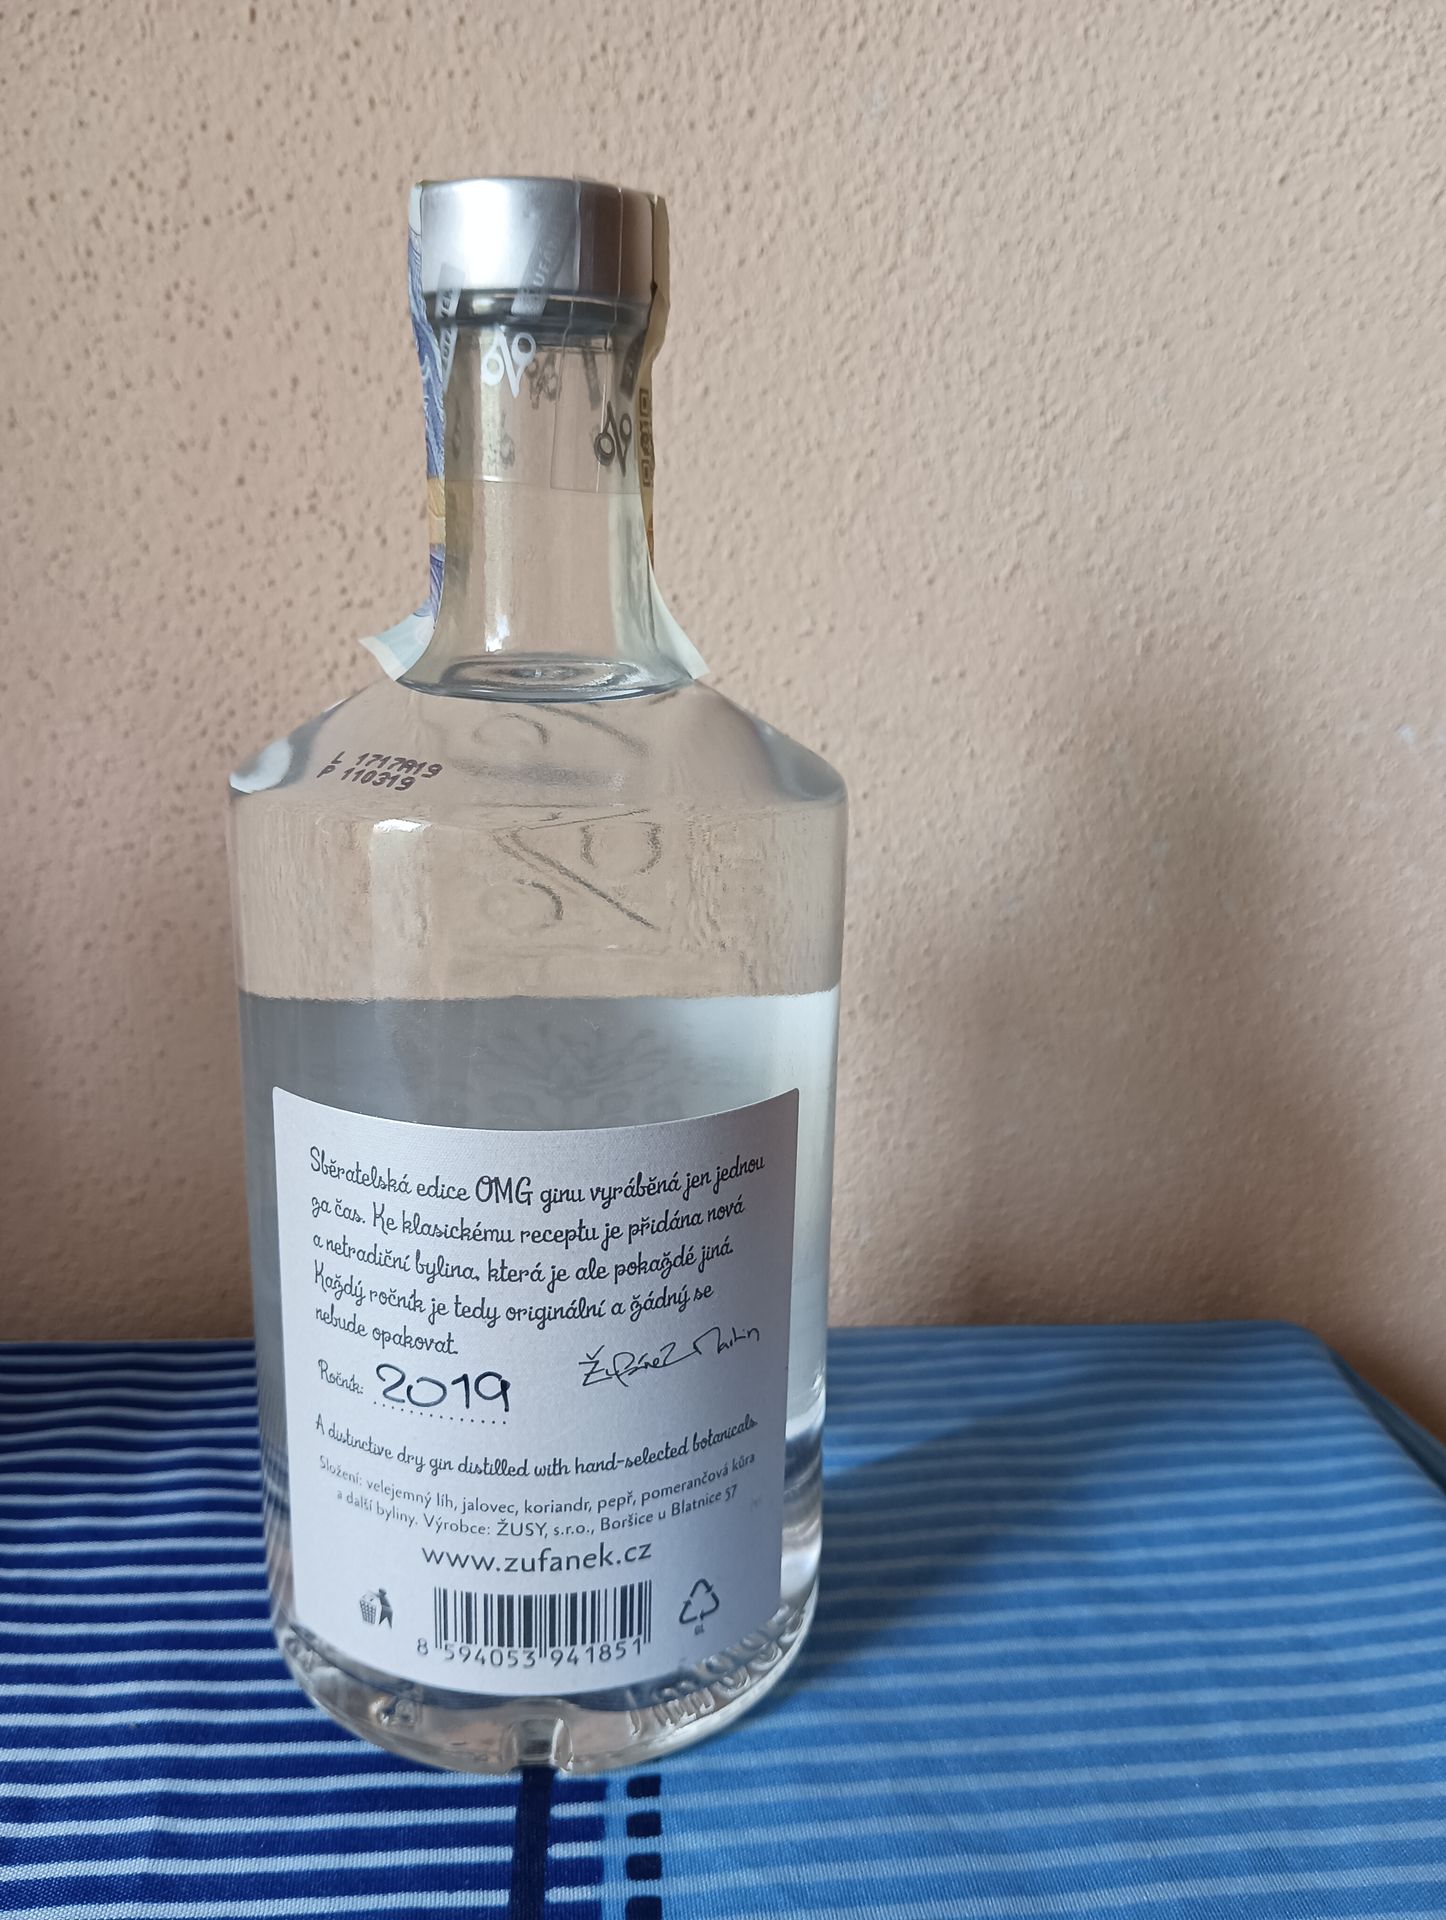 L 1717A19
P 110319
Sběratelská edice OMG ginu vyráběná jen jednou
za čas. Ke klasickému receptu je přidána nová
a netradiční bylina, která je ale pokaždé jiná.
Každý ročník je tedy originální a žádný se
nebude opakovat.
Ročník: 2019
A distinctive dry gin distilled with hand-selected botanicals
Složení: velejemný líh, jalovec, koriandr, pepř, pomerančová kůra
a další byliny. Výrobce: ŽUSY, s.r.o., Boršice u Blatnice 57
www.zufanek.cz
8 594053 941851